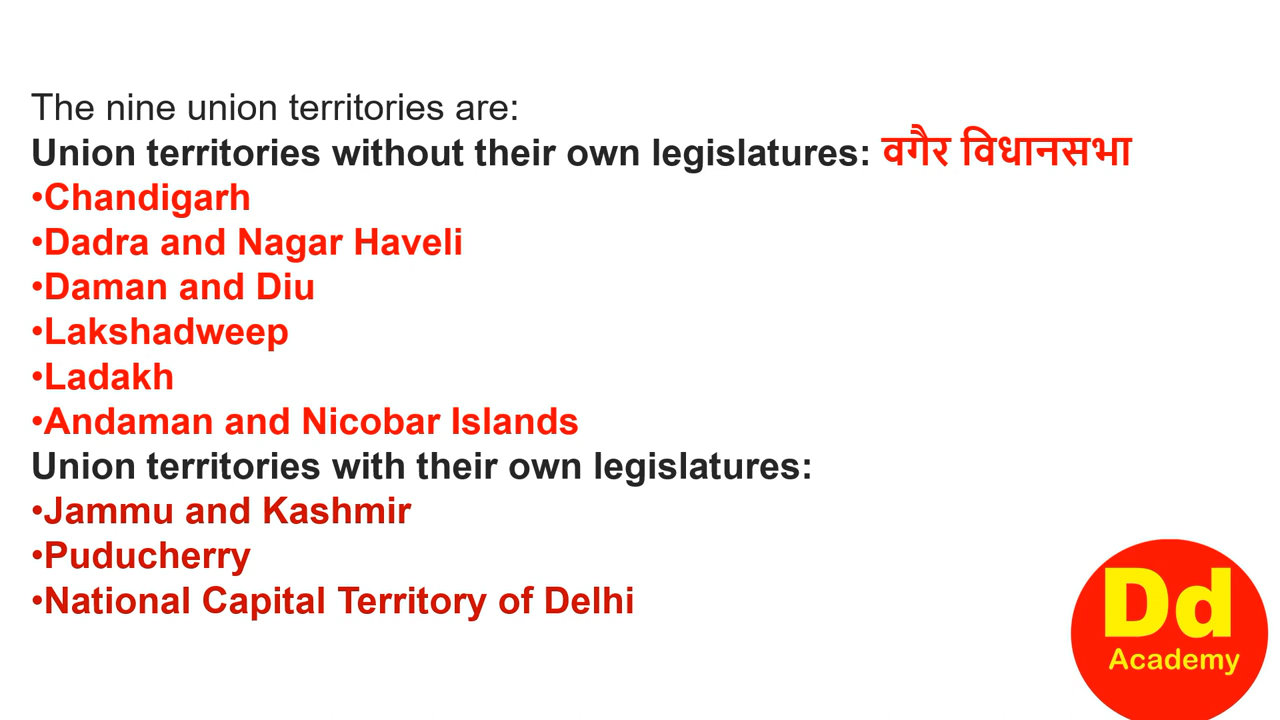 The nine union territories are:
Union territories without their own legislatures: वगैर विधानसभा
•Chandigarh
•Dadra and Nagar Haveli
•Daman and Diu
•Lakshadweep
•Ladakh
•Andaman and Nicobar Islands
Union territories with their own legislatures:
•Jammu and Kashmir
•Puducherry
•National Capital Territory of Delhi
Dd
Academy